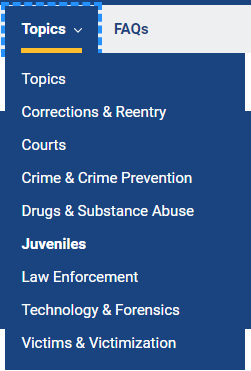 Topics FAQs
Topics
Corrections & Reentry
Courts
Crime & Crime Prevention
Drugs & Substance Abuse
Juveniles
Law Enforcement
Technology & Forensics
Victims & Victimization